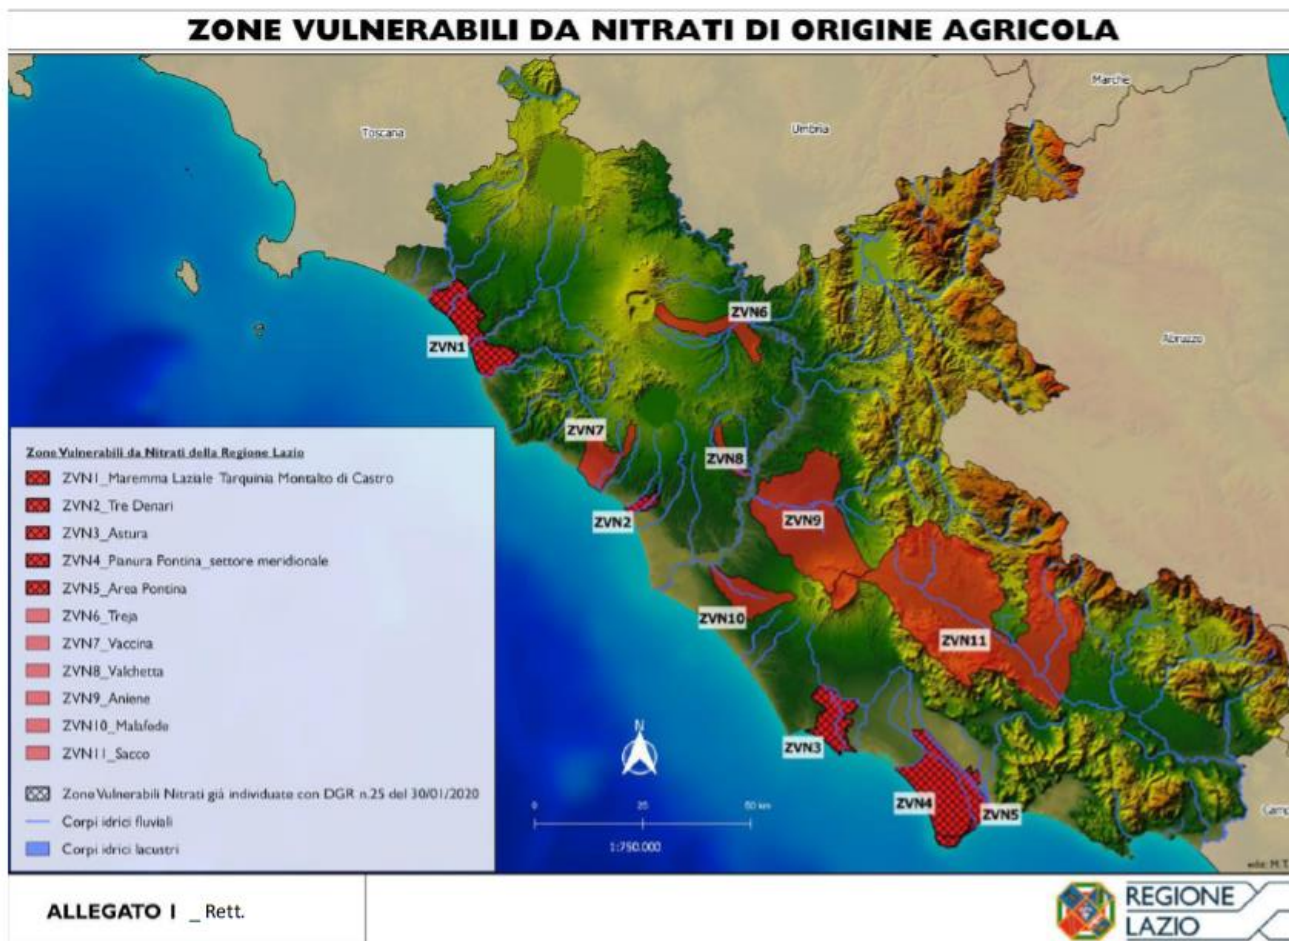 ZONE VULNERABILI DA NITRATI DI ORIGINE AGRICOLA
Marche
Toscana
Umbria
Abruzzo
ZVN6
ZVN1
ZVN7
ZVN8
ZVN2
ZVN9
ZVN10
ZVN11
ZVN3
ZVN4
ZVN5
Zone Vulnerabili da Nitrati della Regione Lazio
ZVN1_Maremma Laziale Tarquinia Montalto di Castro
ZVN2_Tre Denari
ZVN3_Astura
ZVN4_Pianura Pontina_settore meridionale
ZVN5_Area Pontina
ZVN6_Treja
ZVN7_Vaccina
ZVN8_Valchetta
ZVN9_Aniene
ZVN10_Malafede
ZVN11_Sacco
Zone Vulnerabili Nitrati già individuate con DGR n.25 del 30/01/2020
Corpi idrici fluviali
Corpi idrici lacustri
N
0 25 50 km
1:750.000
ALLEGATO I _ Rett.
REGIONE
LAZIO